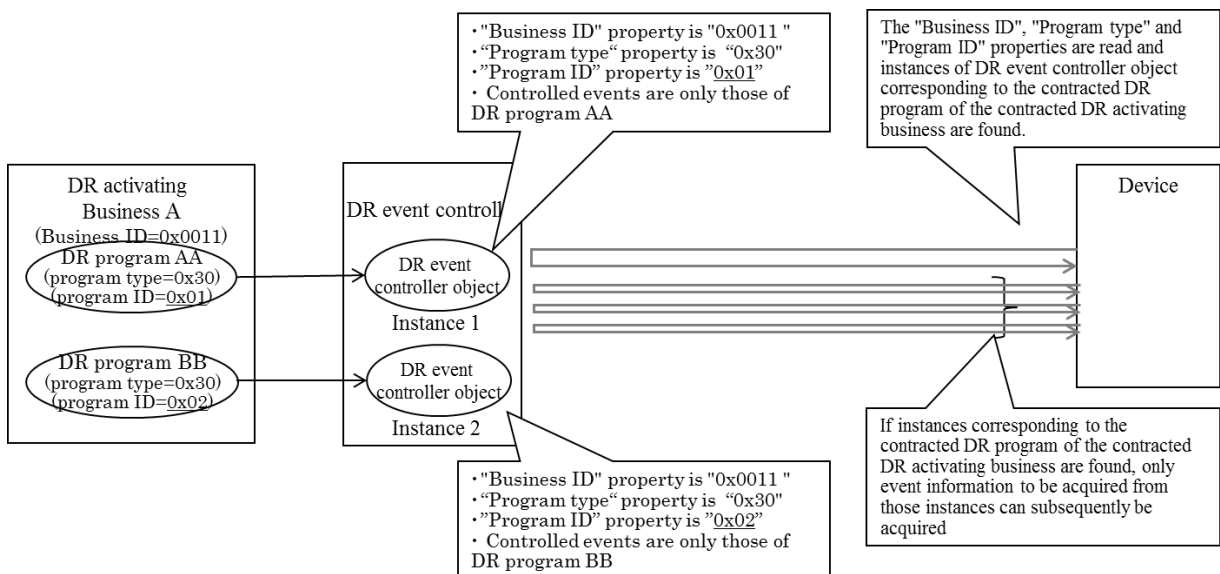 · "Business ID" property is "0x0011 "
· “Program type“ property is  “0x30"
· ”Program ID” property is ”0x01”
· Controlled events are only those of
DR program AA
The "Business ID", "Program type" and
"Program ID" properties are read and
instances of DR event controller object
corresponding to the contracted DR
program of the contracted DR activating
business are found.
DR activating
Business A
(Business ID=0x0011)
DR program AA
(program type=0x30)
(program ID=0x01)
DR program BB
(program type=0x30)
(program ID=0x02)
DR event controll
DR event
controller object
Instance 1
DR event
controller object
Instance 2
Device
· "Business ID" property is "0x0011 "
· “Program type“ property is  “0x30"
· ”Program ID” property is ”0x02”
· Controlled events are only those of
DR program BB
If instances corresponding to the
contracted DR program of the contracted
DR activating business are found, only
event information to be acquired from
those instances can subsequently be
acquired